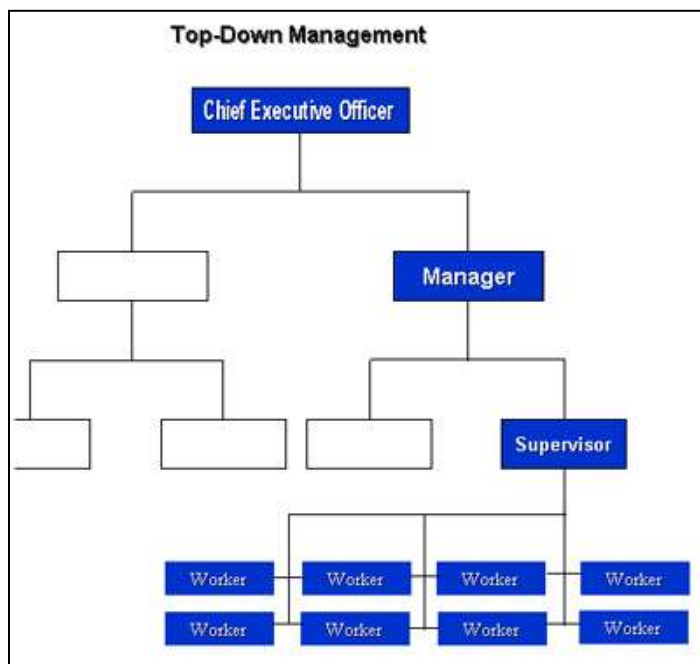 Top-Down Management
Chief Executive Officer
Manager
Supervisor
Worker Worker Worker Worker
Worker Worker Worker Worker